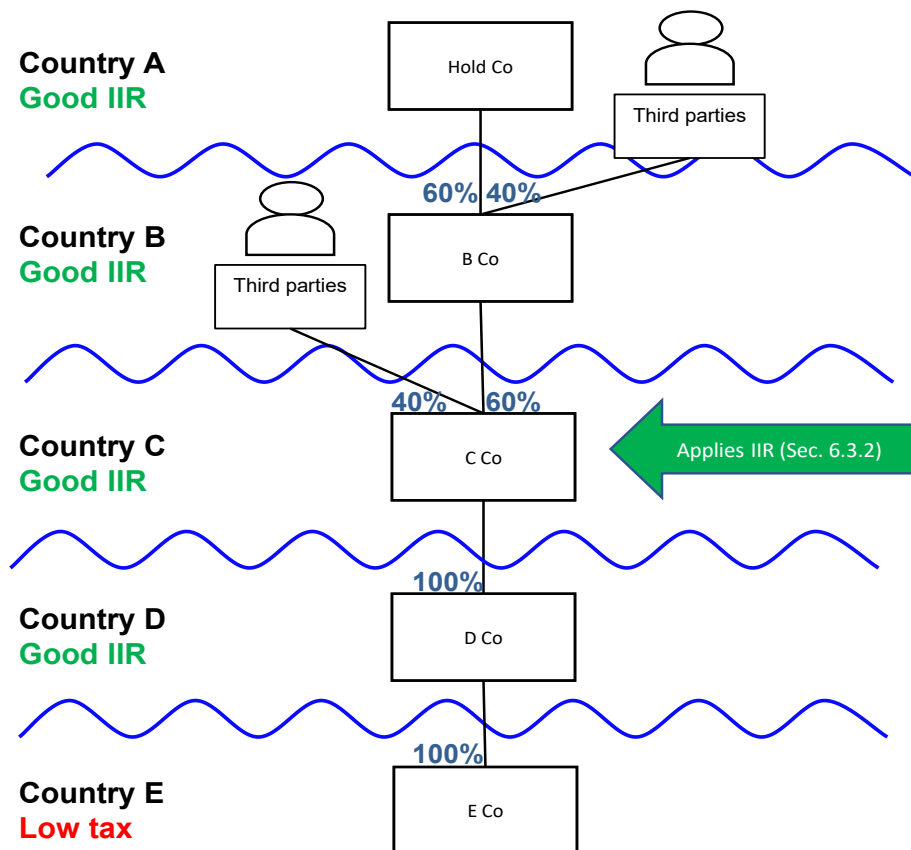 Country A
Good IIR
Hold Co
Third parties
60% 40%
Country B
Good IIR
B Co
Third parties
40% 60%
Country C
Good IIR
C Co
Applies IIR (Sec. 6.3.2)
100%
Country D
Good IIR
D Co
100%
Country E
Low tax
E Co